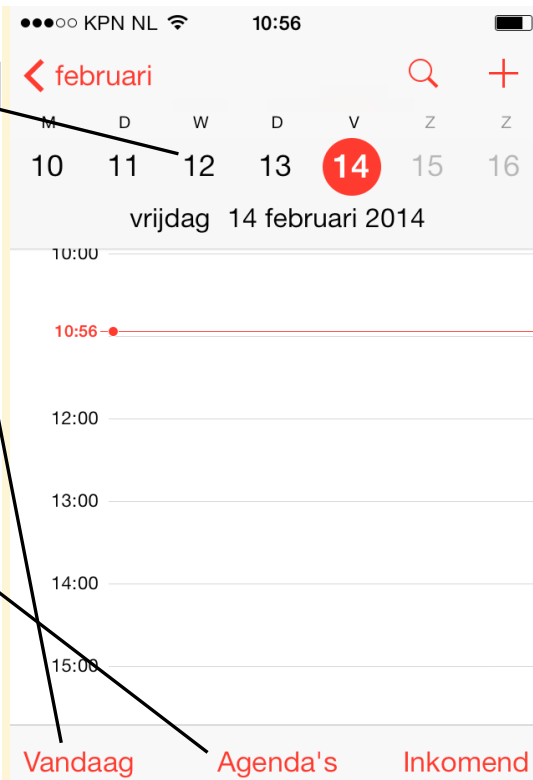 KPN NL 10:56
februari
M D W D V Z Z
10 11 12 13 14 15 16
vrijdag 14 februari 2014
10:00
10:56
12:00
13:00
14:00
15:00
Vandaag Agenda's Inkomend